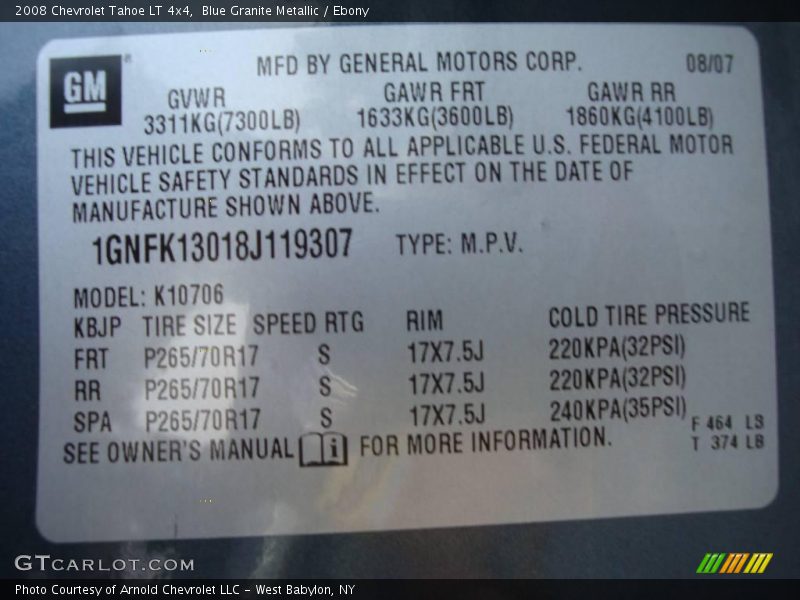 2008 Chevrolet Tahoe LT 4x4, Blue Granite Metallic / Ebony
GM
MFD BY GENERAL MOTORS CORP. 08/07
GVWR GAWR FRT GAWR RR
3311KG(7300LB) 1633KG(3600LB) 1860KG(4100LB)
THIS VEHICLE CONFORMS TO ALL APPLICABLE U.S. FEDERAL MOTOR
VEHICLE SAFETY STANDARDS IN EFFECT ON THE DATE OF
MANUFACTURE SHOWN ABOVE.
1GNFK13018J119307 TYPE: M.P.V.
MODEL: K10706
KBJP TIRE SIZE SPEED RTG RIM COLD TIRE PRESSURE
FRT P265/70R17 S 17X7.5J 220KPA(32PSI)
RR P265/70R17 S 17X7.5J 220KPA(32PSI)
SPA P265/70R17 S 17X7.5J 240KPA(35PSI)
F 464 LS
T 374 LB
SEE OWNER'S MANUAL i FOR MORE INFORMATION.
GTCARLOT.COM
Photo Courtesy of Arnold Chevrolet LLC - West Babylon, NY